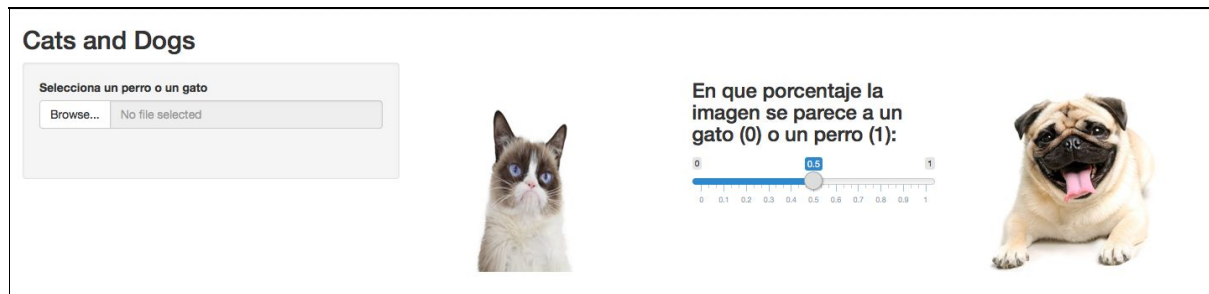 Cats and Dogs
Selecciona un perro o un gato
Browse... No file selected
En que porcentaje la
imagen se parece a un
gato (0) o un perro (1):
0 0.5 1
0 0.1 0.2 0.3 0.4 0.5 0.6 0.7 0.8 0.9 1